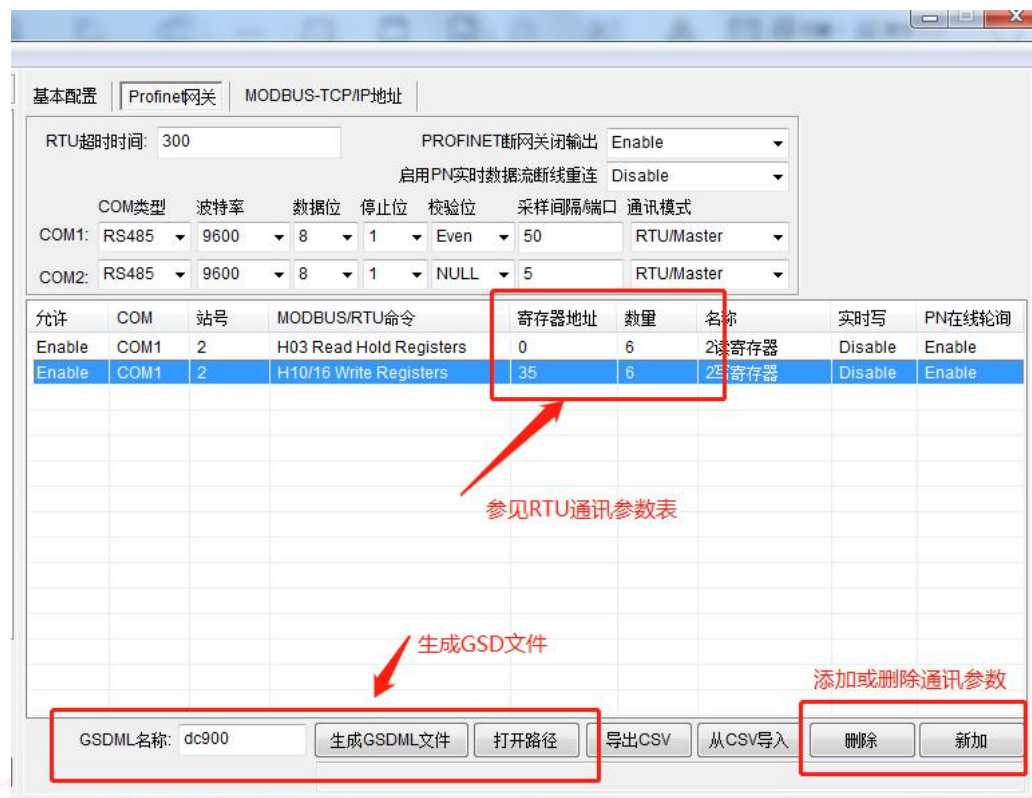 基本配置 Profinet网关 MODBUS-TCP/IP地址
RTU超时时间: 300 PROFINET断网关闭输出 Enable
启用PN实时数据流断线重连 Disable
COM类型 波特率 数据位 停止位 校验位 采样间隔/端口 通讯模式
COM1: RS485 9600 8 1 Even 50 RTU/Master
COM2: RS485 9600 8 1 NULL 5 RTU/Master
允许 COM 站号 MODBUS/RTU命令 寄存器地址 数量 名称 实时写 PN在线轮询
Enable COM1 2 H03 Read Hold Registers 0 6 2读寄存器 Disable Enable
Enable COM1 2 H10/16 Write Registers 35 6 2写寄存器 Disable Enable
参见RTU通讯参数表
生成GSD文件
添加或删除通讯参数
GSDML名称: dc900 生成GSDML文件 打开路径 导出CSV 从CSV导入 删除 新加